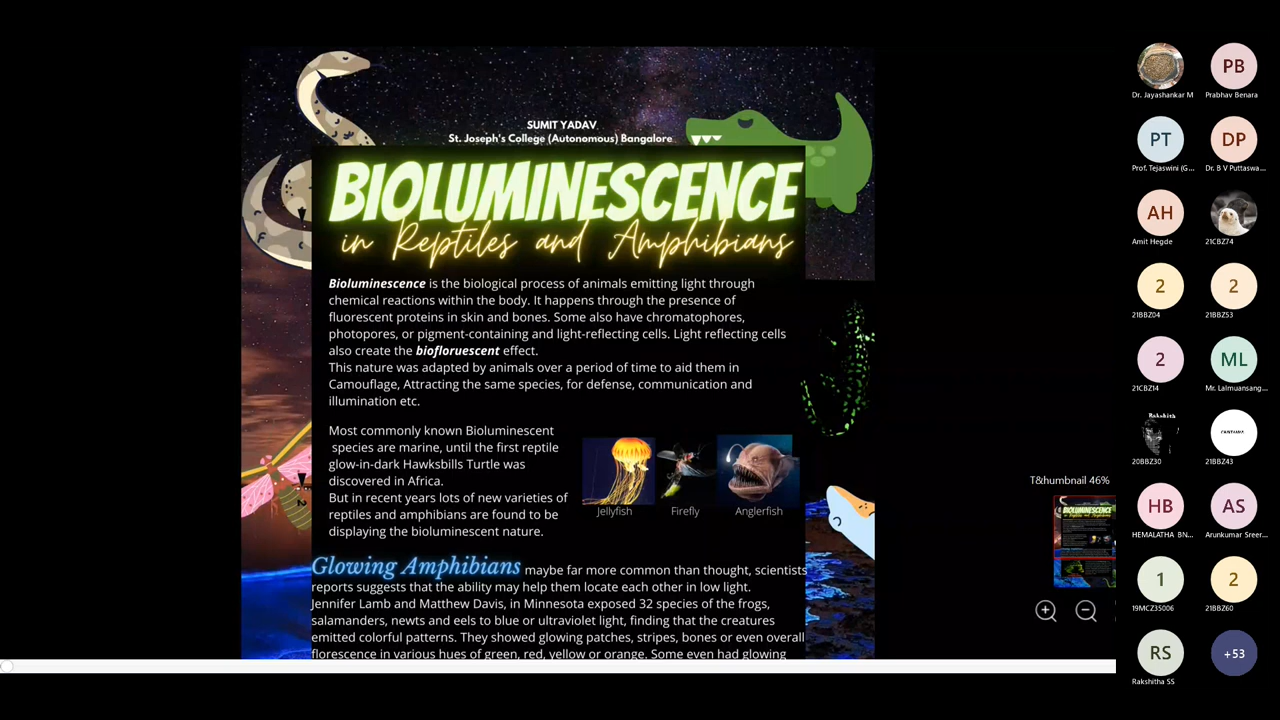 SUMIT YADAV
St. Joseph's College (Autonomous) Bangalore
BIOLUMINESCENCE
in Reptiles and Amphibians
Bioluminescence is the biological process of animals emitting light through
chemical reactions within the body. It happens through the presence of
fluorescent proteins in skin and bones. Some also have chromatophores,
photopores, or pigment-containing and light-reflecting cells. Light reflecting cells
also create the biofloruescent effect.
This nature was adapted by animals over a period of time to aid them in
Camouflage, Attracting the same species, for defense, communication and
illumination etc.
Most commonly known Bioluminescent
species are marine, until the first reptile
glow-in-dark Hawksbills Turtle was
discovered in Africa.
But in recent years lots of new varieties of
reptiles and amphibians are found to be
displaying the bioluminescent nature.
Jellyfish
Firefly
Anglerfish
Glowing Amphibians maybe far more common than thought, scientists
reports suggests that the ability may help them locate each other in low light.
Jennifer Lamb and Matthew Davis, in Minnesota exposed 32 species of the frogs,
salamanders, newts and eels to blue or ultraviolet light, finding that the creatures
emitted colorful patterns. They showed glowing patches, stripes, bones or even overall
florescence in various hues of green, red, yellow or orange. Some even had glowing
T&humbnail 46%
Dr. Jayashankar M
PB
Prabhav Benara
PT
Prof. Tejaswini (G...
DP
Dr. B V Puttaswa...
AH
Amit Hegde
21CBZ74
2
21BBZ04
2
21BBZ53
2
21CBZ14
ML
Mr. Lalmuansang...
20BBZ30
21BBZ43
HB
HEMALATHA BN...
AS
Arunkumar Sreer...
1
19MCZ35006
2
21BBZ60
RS
Rakshitha SS
+53